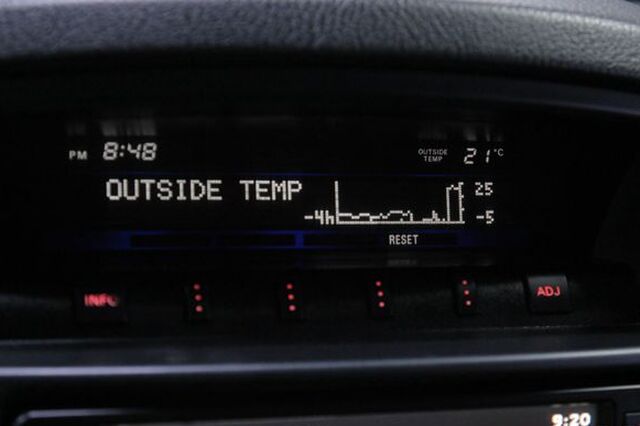 PM 8:48 OUTSIDE TEMP 21°C
OUTSIDE TEMP 25
-4h -5
RESET
INFO ADJ
9:20